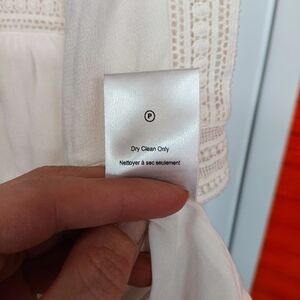 P
Dry Clean Only
Nettoyer à sec seulement